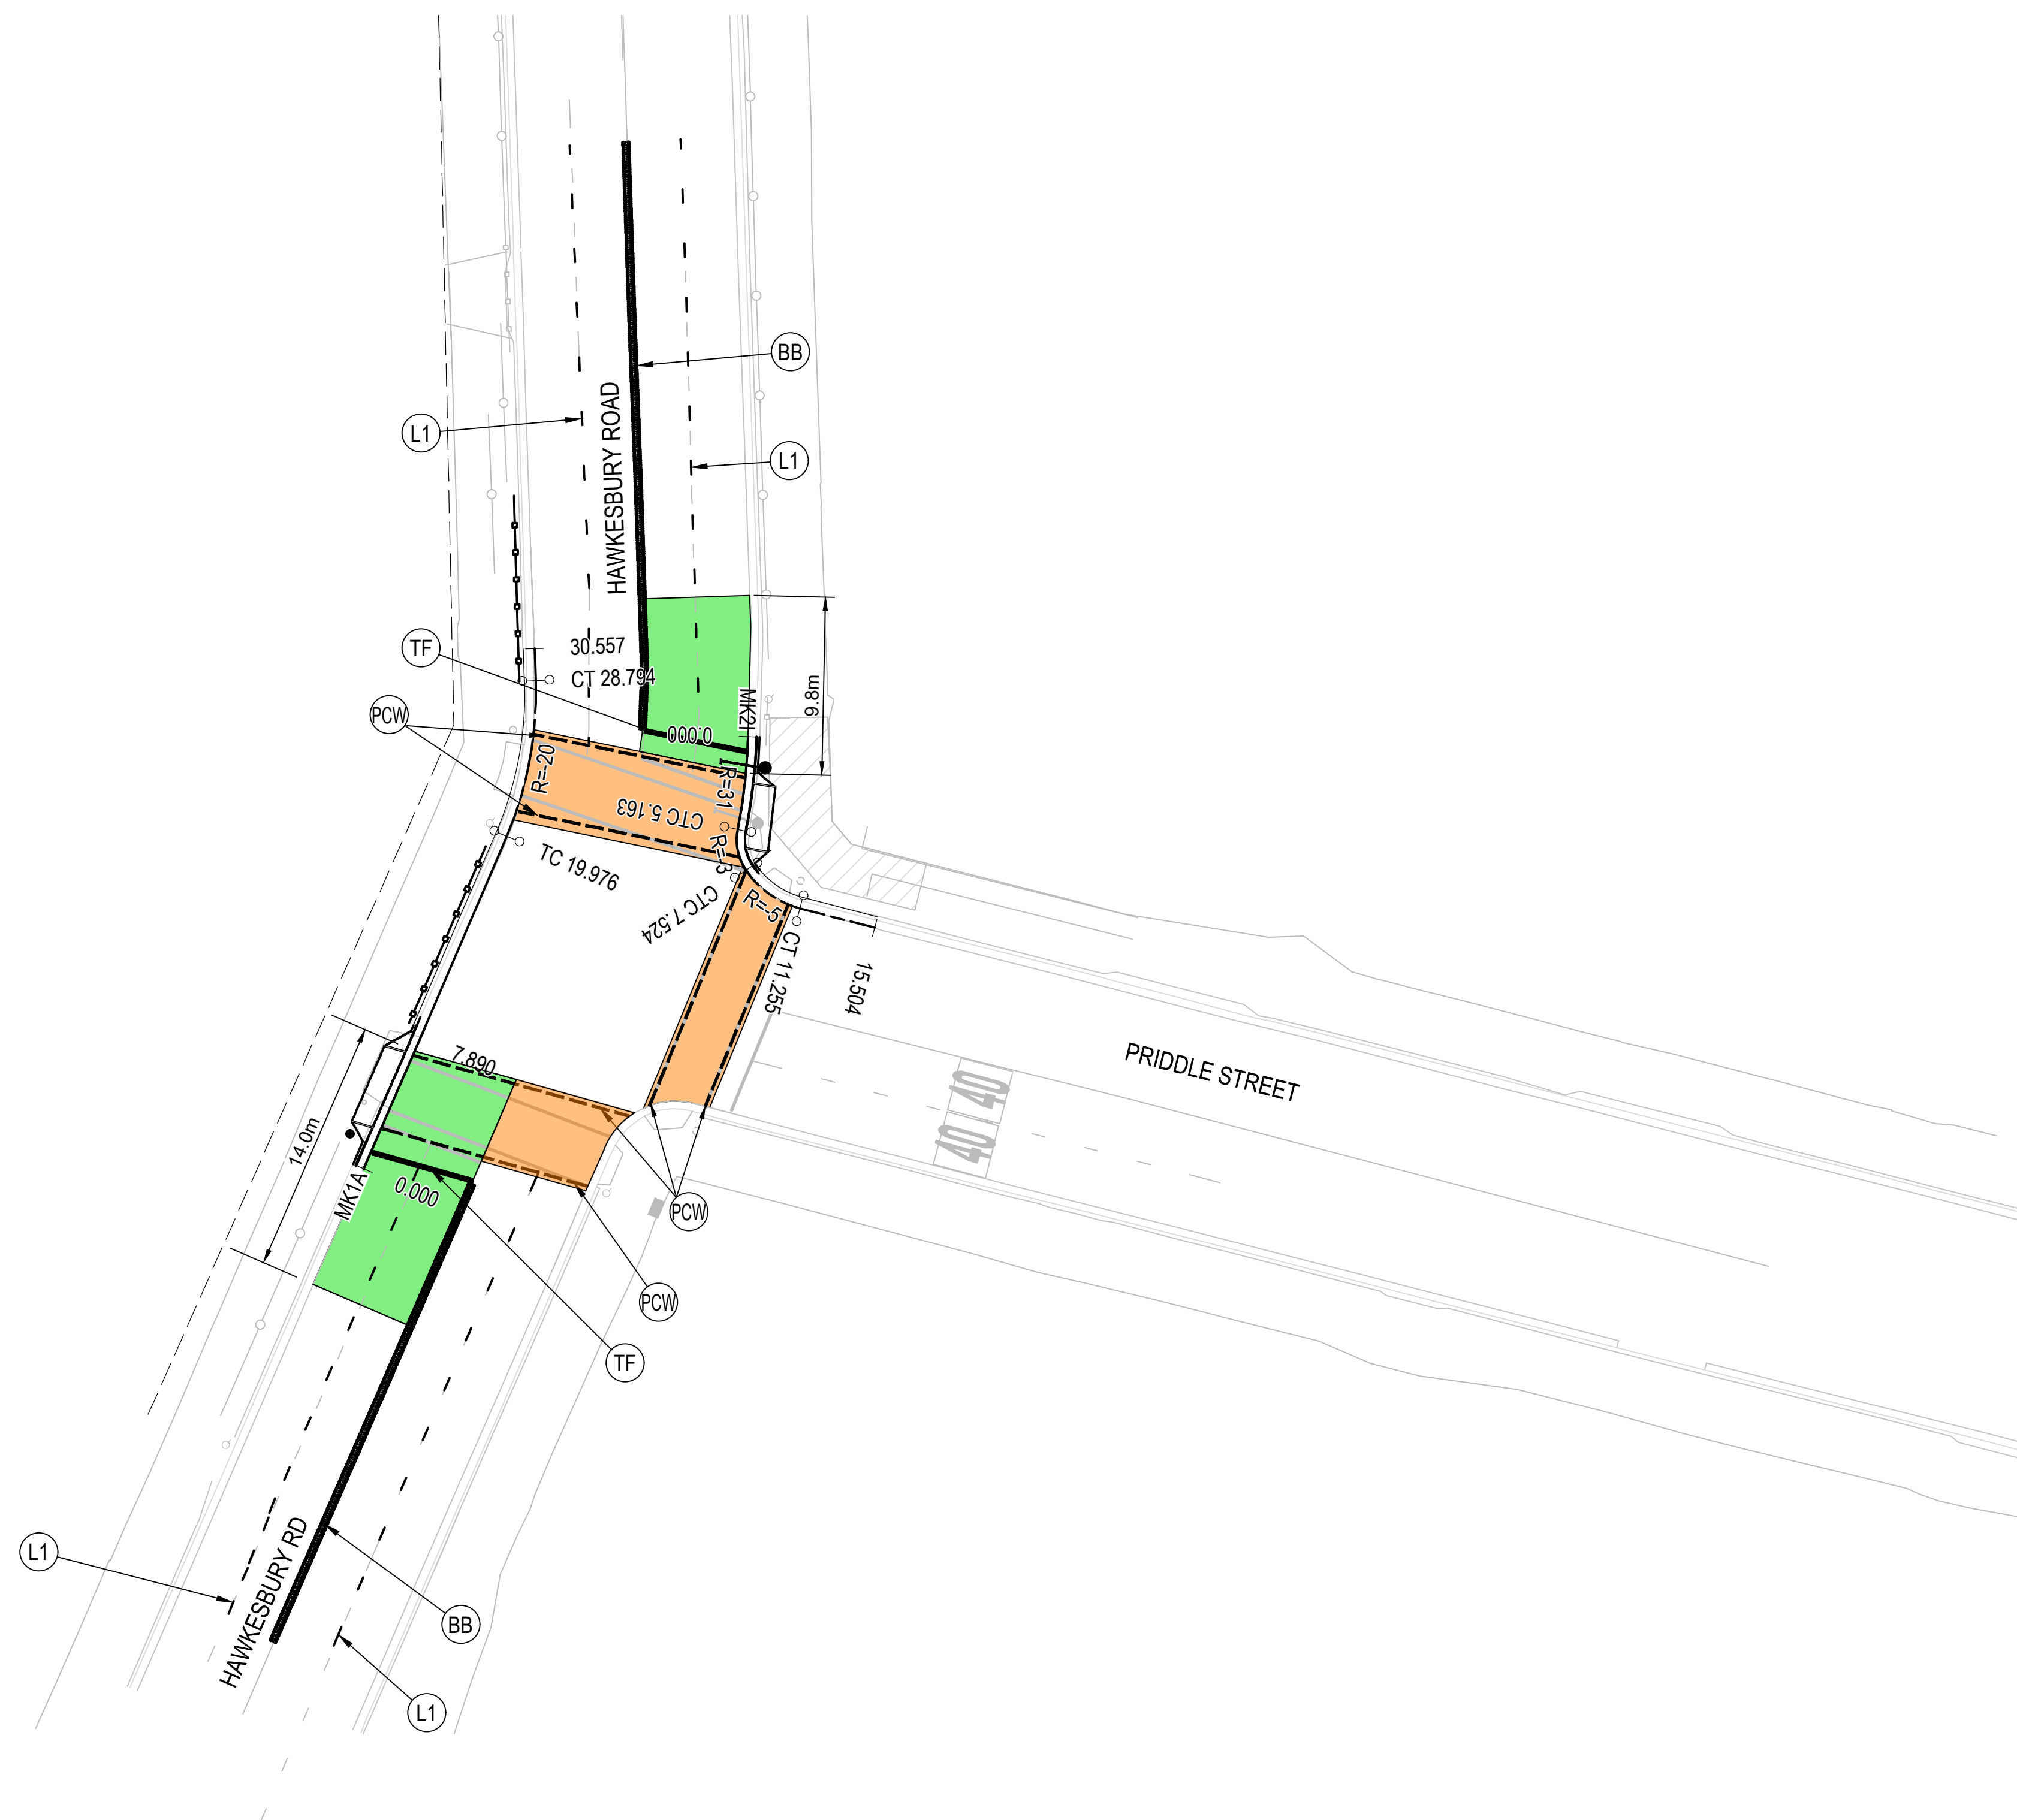 BB
HAWKESBURY ROAD
L1
L1
TF
30.557
CT 28.794
9.8m
MK2I
PCW
0.000
R=-20
R=31
CTC 5.163
R=-3
TC 19.976
CTC 7.524
R=-5
CT 11.255
15.504
PRIDDLE STREET
40 40
7.890
14.0m
MK1A
0.000
PCW
PCW
TF
L1
HAWKESBURY RD
BB
L1